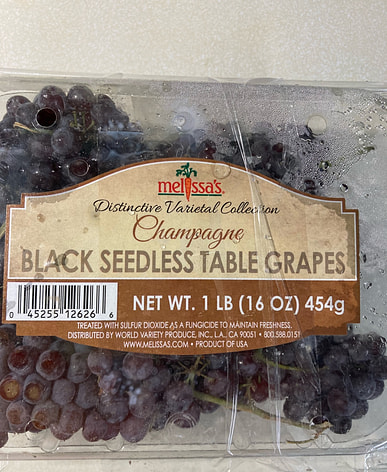 melissa's.
Distinctive Varietal Collection
Champagne
BLACK SEEDLESS TABLE GRAPES
NET WT. 1 LB (16 OZ) 454g
0 45255 12626 6
TREATED WITH SULFUR DIOXIDE AS A FUNGICIDE TO MAINTAIN FRESHNESS.
DISTRIBUTED BY WORLD VARIETY PRODUCE, INC., LA, CA 90051 • 800.588.0151
WWW.MELISSAS.COM • PRODUCT OF USA